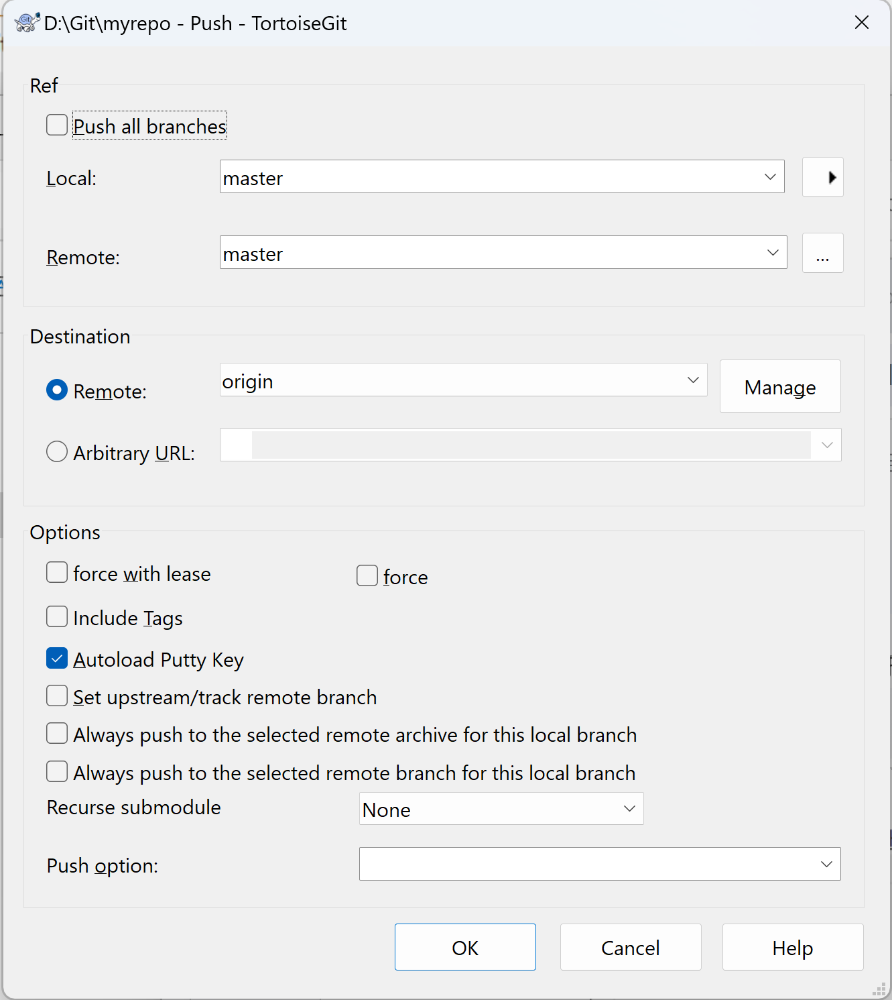 D:\Git\myrepo - Push - TortoiseGit
Ref
Push all branches
Local: master
Remote: master ...
Destination
Remote: origin Manage
Arbitrary URL:
Options
force with lease force
Include Tags
Autoload Putty Key
Set upstream/track remote branch
Always push to the selected remote archive for this local branch
Always push to the selected remote branch for this local branch
Recurse submodule None
Push option:
OK Cancel Help